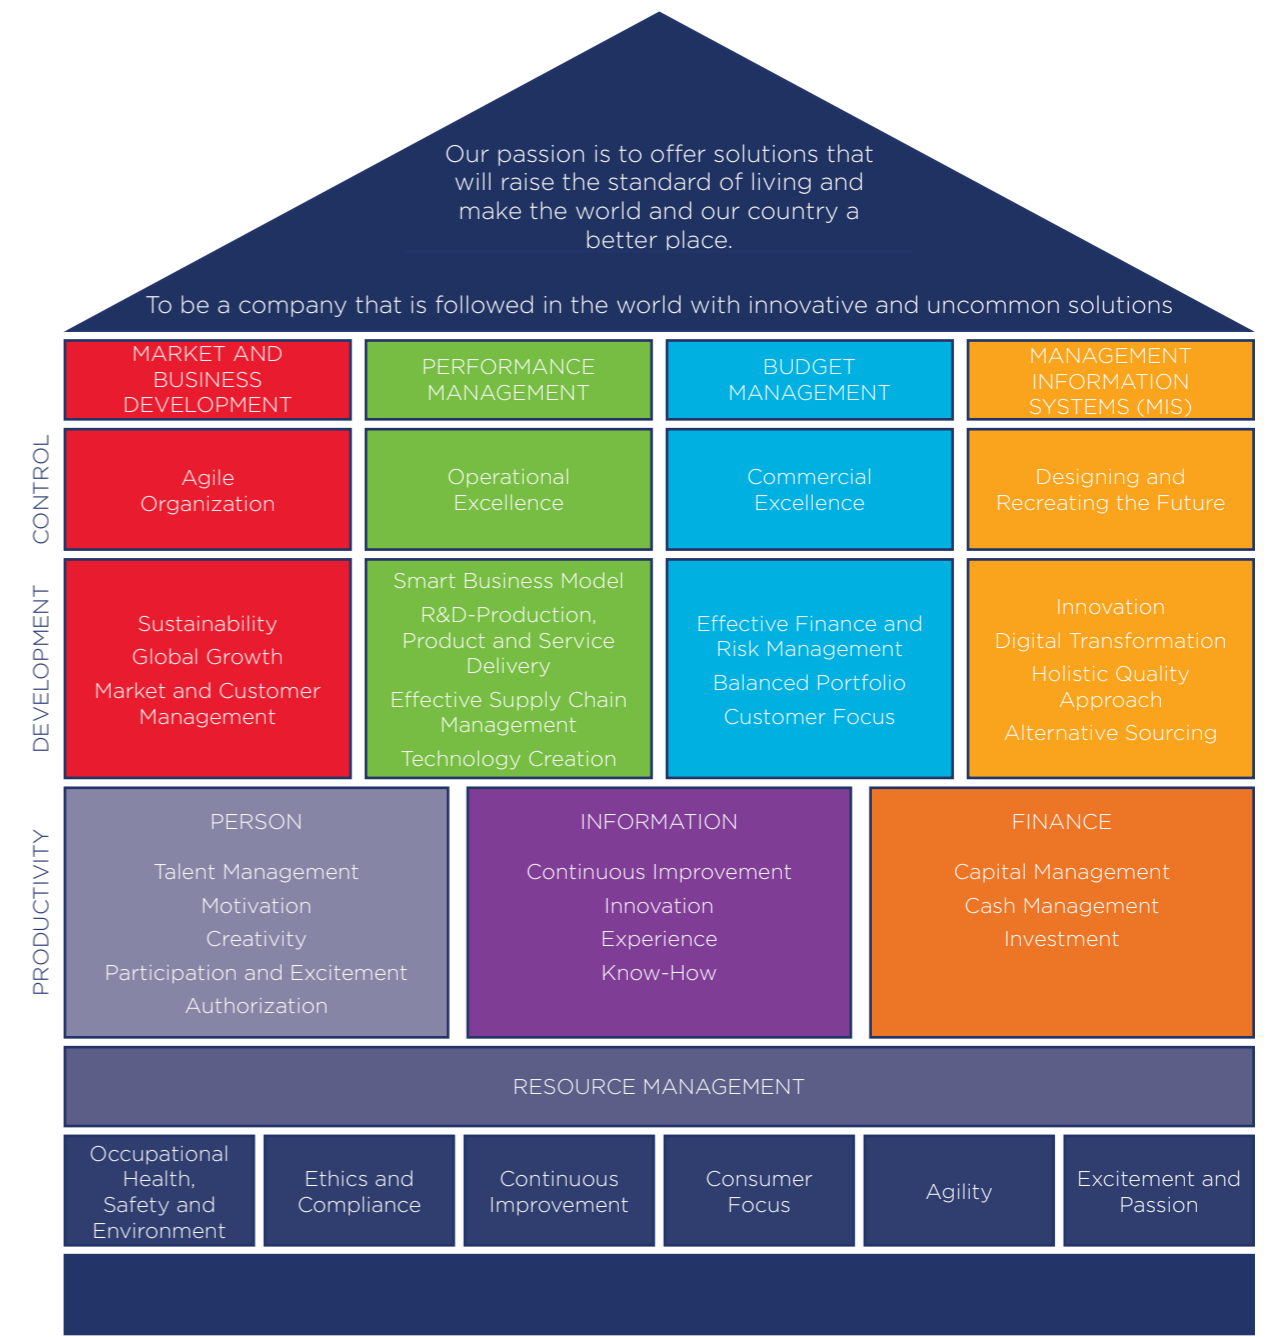 Our passion is to offer solutions that
will raise the standard of living and
make the world and our country a
better place.
To be a company that is followed in the world with innovative and uncommon solutions
MARKET AND
BUSINESS
DEVELOPMENT
PERFORMANCE
MANAGEMENT
BUDGET
MANAGEMENT
MANAGEMENT
INFORMATION
SYSTEMS (MIS)
CONTROL
Agile
Organization
Operational
Excellence
Commercial
Excellence
Designing and
Recreating the Future
DEVELOPMENT
Sustainability
Global Growth
Market and Customer
Management
Smart Business Model
R&D-Production,
Product and Service
Delivery
Effective Supply Chain
Management
Technology Creation
Effective Finance and
Risk Management
Balanced Portfolio
Customer Focus
Innovation
Digital Transformation
Holistic Quality
Approach
Alternative Sourcing
PRODUCTIVITY
PERSON
Talent Management
Motivation
Creativity
Participation and Excitement
Authorization
INFORMATION
Continuous Improvement
Innovation
Experience
Know-How
FINANCE
Capital Management
Cash Management
Investment
RESOURCE MANAGEMENT
Occupational
Health,
Safety and
Environment
Ethics and
Compliance
Continuous
Improvement
Consumer
Focus
Agility
Excitement and
Passion